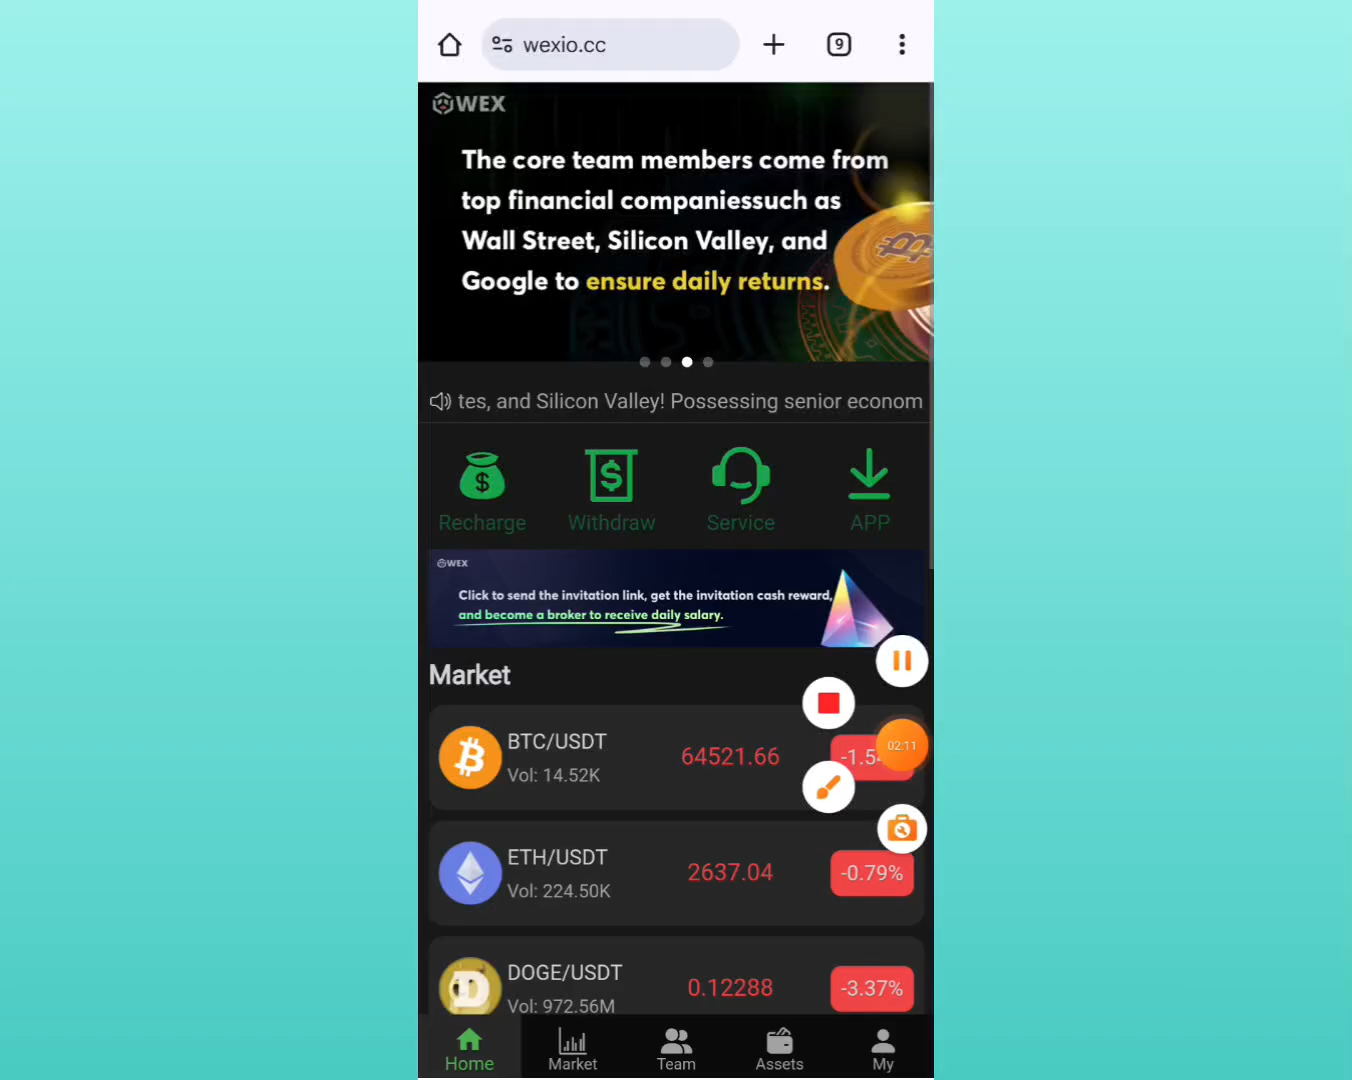 wexio.cc
9
WEX
The core team members come from
top financial companiessuch as
Wall Street, Silicon Valley, and
Google to ensure daily returns.
tes, and Silicon Valley! Possessing senior econom
Recharge
Withdraw
Service
APP
WEX
Click to send the invitation link, get the invitation cash reward,
and become a broker to receive daily salary.
Market
BTC/USDT
64521.66
-1.5
02:11
Vol: 14.52K
ETH/USDT
2637.04
-0.79%
Vol: 224.50K
DOGE/USDT
0.12288
-3.37%
Vol: 972.56M
Home
Market
Team
Assets
My